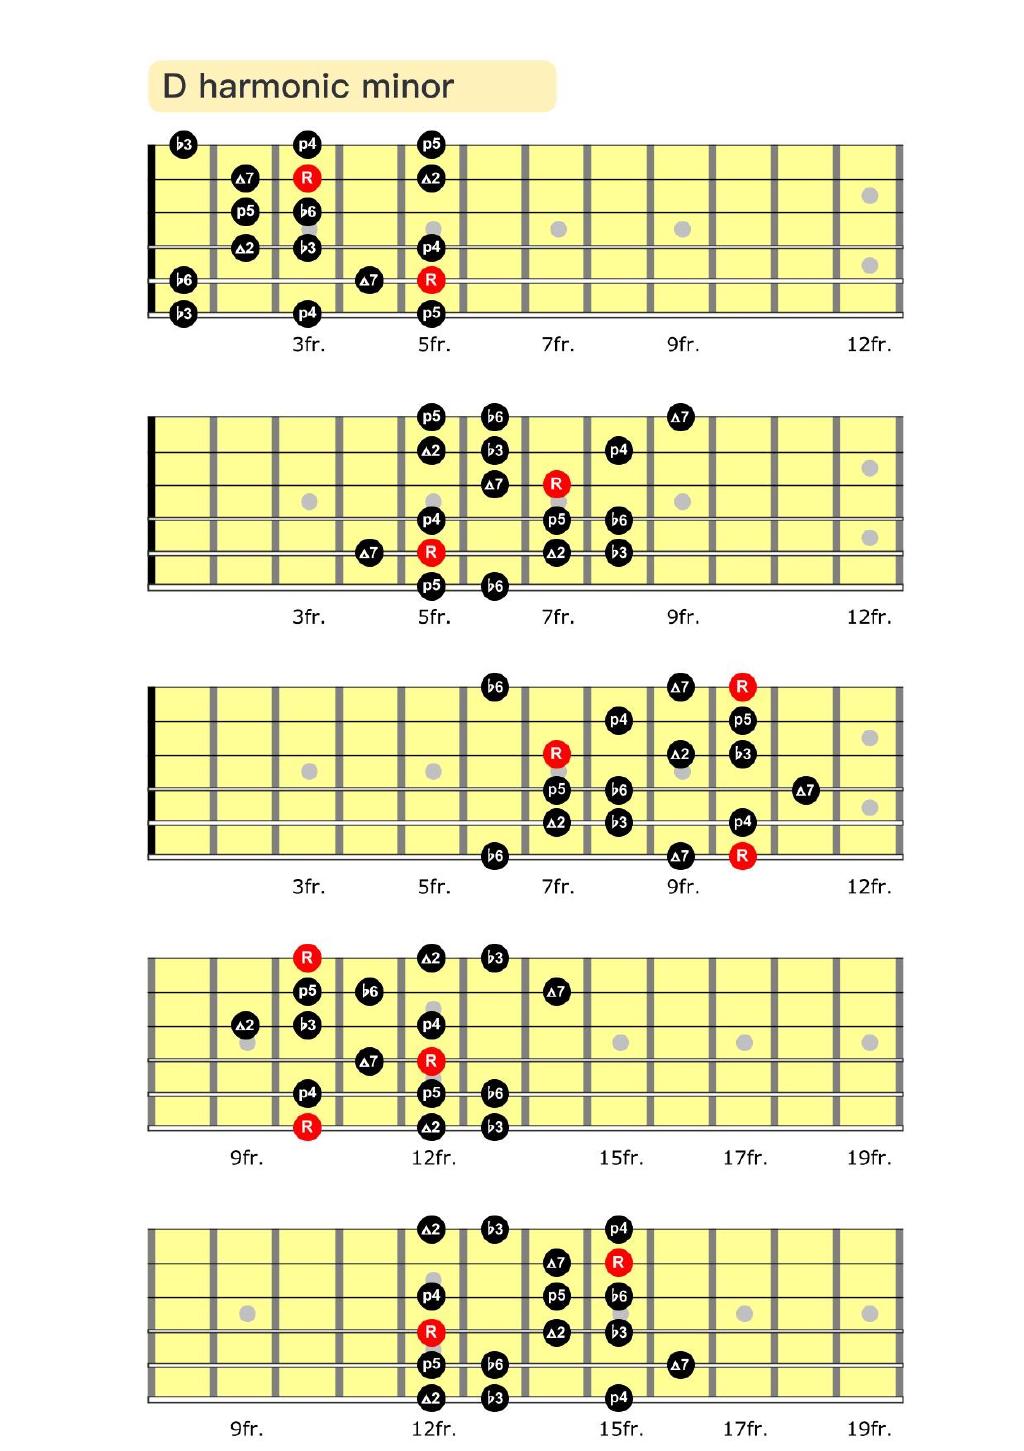 D harmonic minor
♭3 p4 p5
Δ7 R Δ2
p5 ♭6
Δ2 ♭3 p4
♭6 Δ7 R
♭3 p4 p5
3fr. 5fr. 7fr. 9fr. 12fr.
p5 ♭6 Δ7
Δ2 ♭3 p4
Δ7 R
p4 p5 ♭6
Δ7 R Δ2 ♭3
p5 ♭6
3fr. 5fr. 7fr. 9fr. 12fr.
♭6 Δ7 R
p4 p5
R Δ2 ♭3
p5 ♭6 Δ7
Δ2 ♭3 p4
♭6 Δ7 R
3fr. 5fr. 7fr. 9fr. 12fr.
R Δ2 ♭3
p5 ♭6 Δ7
Δ2 ♭3 p4
Δ7 R
p4 p5 ♭6
R Δ2 ♭3
9fr. 12fr. 15fr. 17fr. 19fr.
Δ2 ♭3 p4
Δ7 R
p4 p5 ♭6
R Δ2 ♭3
p5 ♭6 Δ7
Δ2 ♭3 p4
9fr. 12fr. 15fr. 17fr. 19fr.